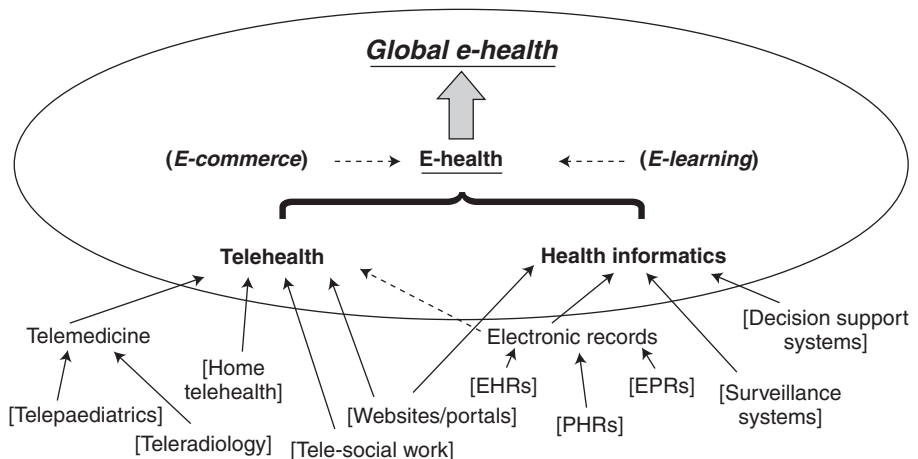 Global e-health
(E-commerce)
E-health
(E-learning)
Telehealth
Health informatics
Telemedicine
Electronic records
[Decision support
systems]
[Home
telehealth]
[EHRs]
[EPRs]
[Surveillance
systems]
[Telepaediatrics]
[Websites/portals]
[PHRs]
[Teleradiology]
[Tele-social work]